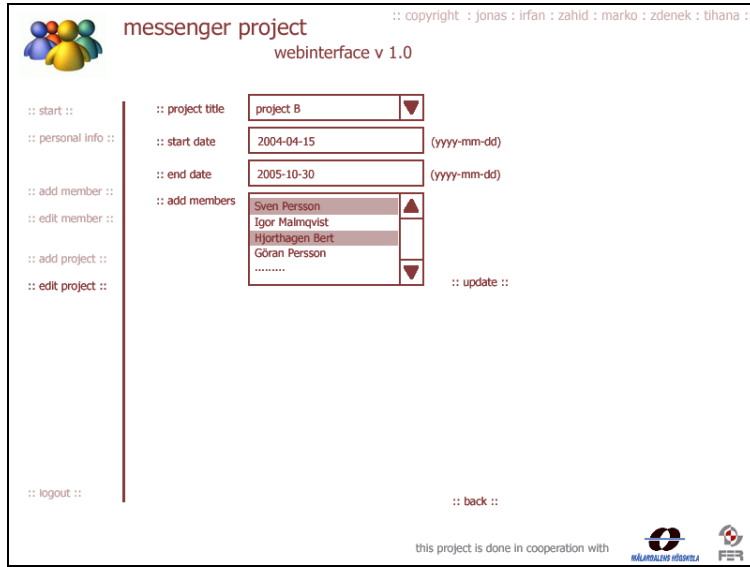 :: copyright : jonas : irfan : zahid : marko : zdenek : tihana ::
messenger project
webinterface v 1.0
:: start ::
:: personal info ::
:: add member ::
:: edit member ::
:: add project ::
:: edit project ::
:: logout ::
:: project title project B
:: start date 2004-04-15 (yyyy-mm-dd)
:: end date 2005-10-30 (yyyy-mm-dd)
:: add members Sven Persson
Igor Malmqvist
Hjorthagen Bert
Göran Persson
.........
:: update ::
:: back ::
this project is done in cooperation with
MÄLARDALENS HÖGSKOLA
FER